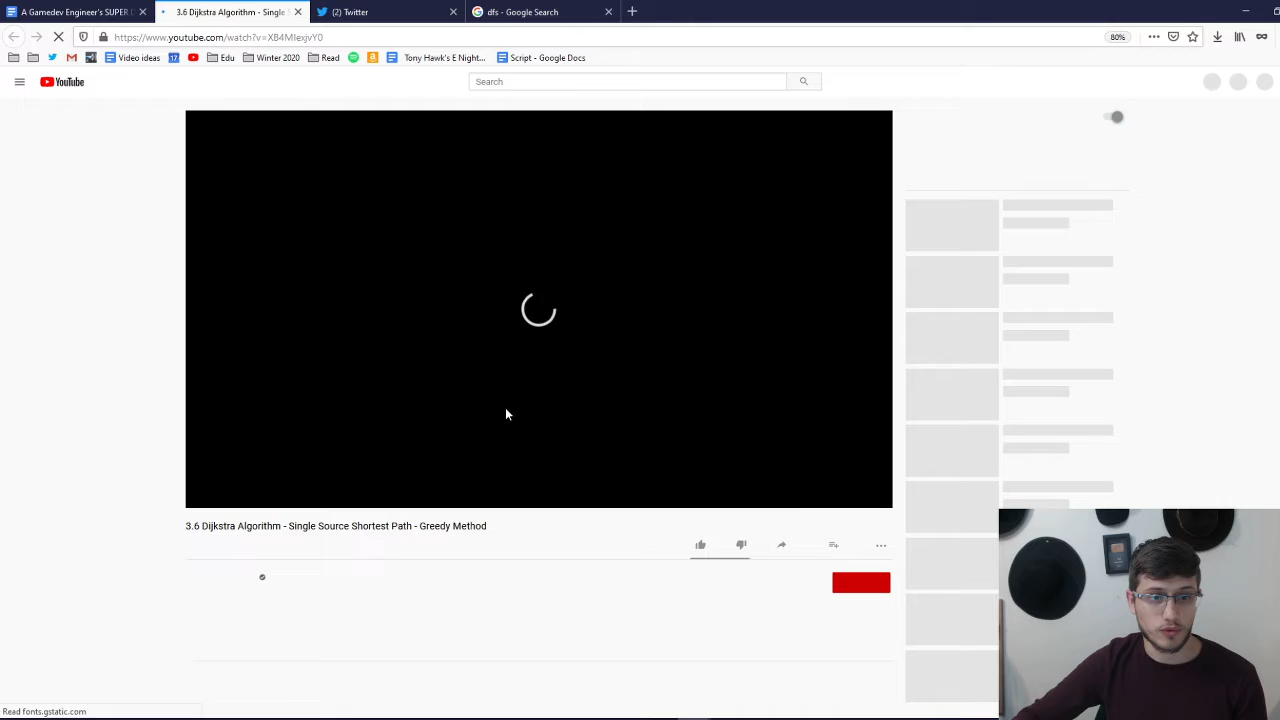 A Gamedev Engineer's SUPER D
3.6 Dijkstra Algorithm - Single S
(2) Twitter
dfs - Google Search
https://www.youtube.com/watch?v=XB4MIexjvY0
80%
17
Video ideas
Edu
Winter 2020
Read
Tony Hawk's E Night...
Script - Google Docs
YouTube
Search
3.6 Dijkstra Algorithm - Single Source Shortest Path - Greedy Method
Read fonts.gstatic.com